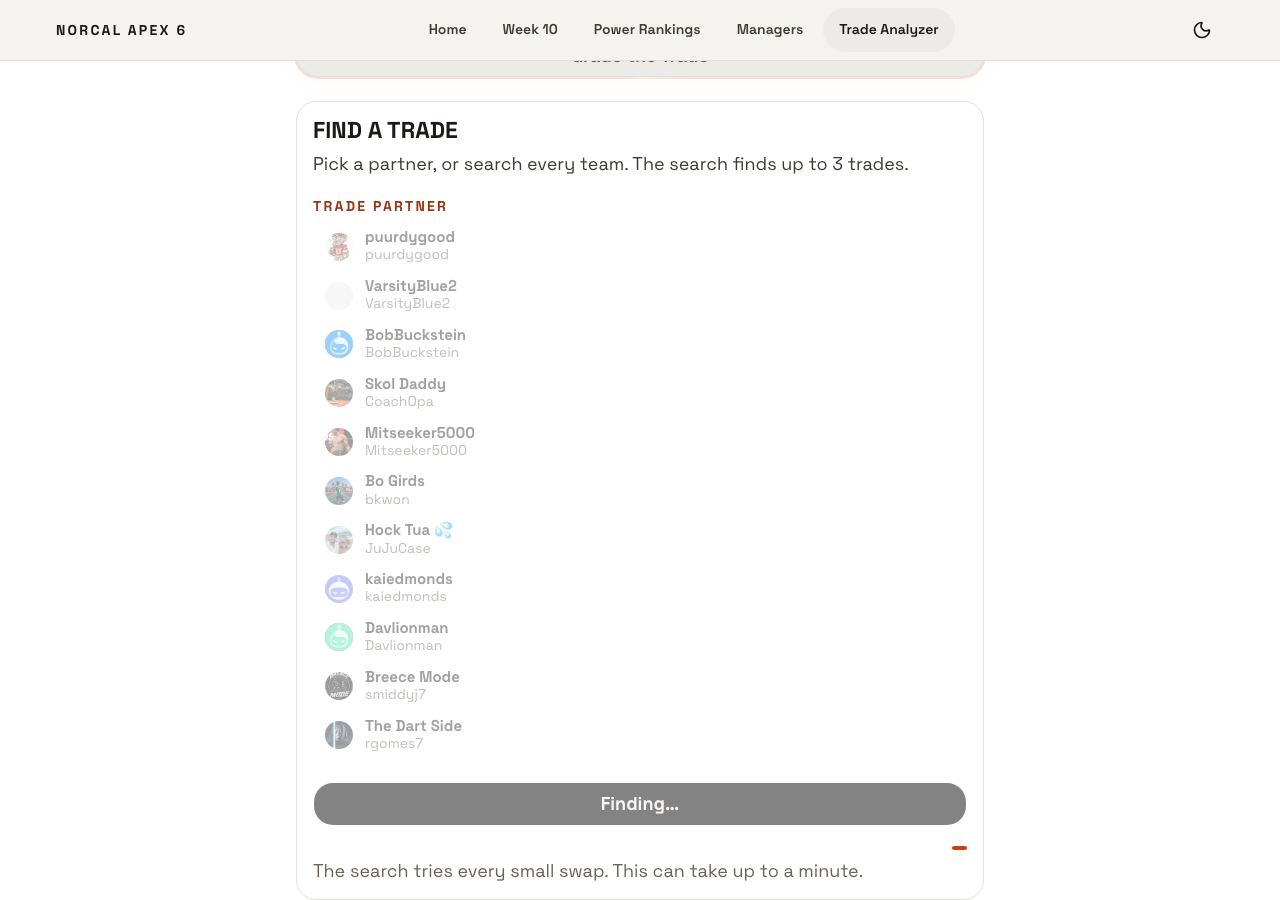 NORCAL APEX 6
Home
Week 10
Power Rankings
Managers
Trade Analyzer
Grade the Trade
FIND A TRADE
Pick a partner, or search every team. The search finds up to 3 trades.
TRADE PARTNER
puurdygood
puurdygood
VarsityBlue2
VarsityBlue2
BobBuckstein
BobBuckstein
Skol Daddy
CoachOpa
Mitseeker5000
Mitseeker5000
Bo Girds
bkwon
Hock Tua 💦
JuJuCase
kaiedmonds
kaiedmonds
Davlionman
Davlionman
Breece Mode
smiddyj7
The Dart Side
rgomes7
Finding...
The search tries every small swap. This can take up to a minute.